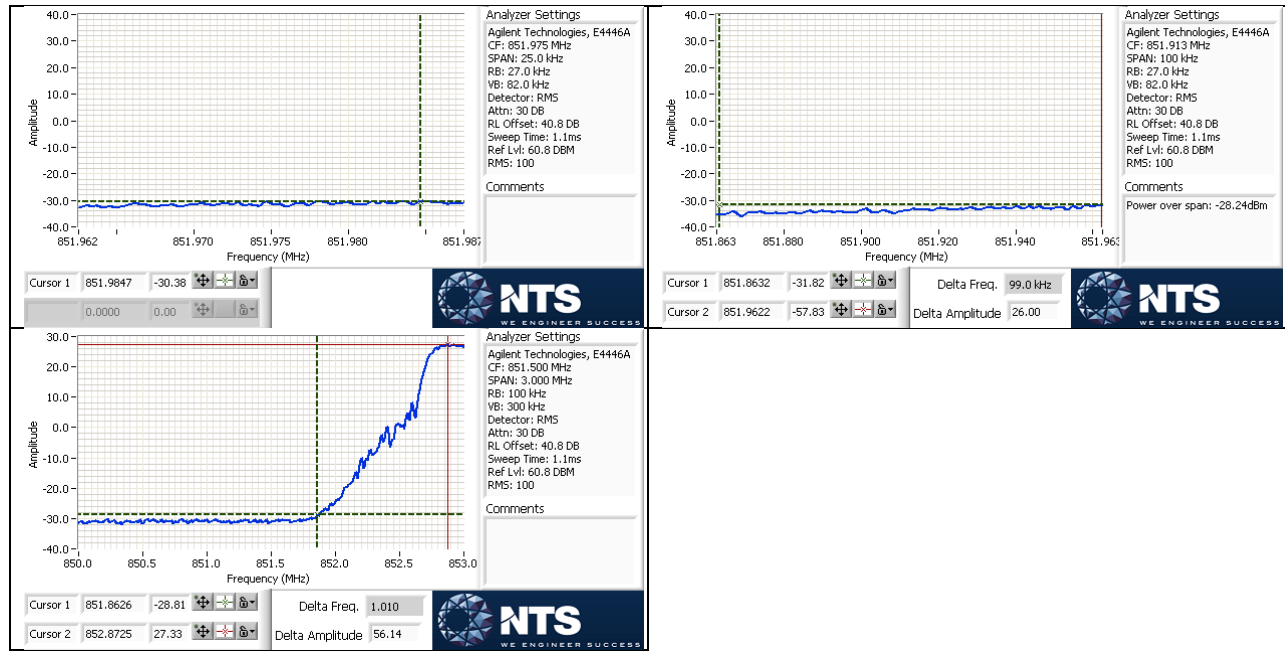 40.0
30.0
20.0
10.0
0.0
-10.0
-20.0
-30.0
-40.0
Amplitude
851.962 851.970 851.975 851.980 851.987
Frequency (MHz)
Analyzer Settings
Agilent Technologies, E4446A
CF: 851.975 MHz
SPAN: 25.0 kHz
RB: 27.0 kHz
VB: 82.0 kHz
Detector: RMS
Attn: 30 DB
RL Offset: 40.8 DB
Sweep Time: 1.1ms
Ref Lvl: 60.8 DBM
RMS: 100
Comments
Cursor 1 851.9847 -30.38
0.0000 0.00
NTS
WE ENGINEER SUCCESS
40.0
30.0
20.0
10.0
0.0
-10.0
-20.0
-30.0
-40.0
Amplitude
851.863 851.880 851.900 851.920 851.940 851.963
Frequency (MHz)
Analyzer Settings
Agilent Technologies, E4446A
CF: 851.913 MHz
SPAN: 100 kHz
RB: 27.0 kHz
VB: 82.0 kHz
Detector: RMS
Attn: 30 DB
RL Offset: 40.8 DB
Sweep Time: 1.1ms
Ref Lvl: 60.8 DBM
RMS: 100
Comments
Power over span: -28.24dBm
Cursor 1 851.8632 -31.82
Cursor 2 851.9622 -57.83
Delta Freq. 99.0 kHz
Delta Amplitude 26.00
NTS
WE ENGINEER SUCCESS
30.0
20.0
10.0
0.0
-10.0
-20.0
-30.0
-40.0
Amplitude
850.0 850.5 851.0 851.5 852.0 852.5 853.0
Frequency (MHz)
Analyzer Settings
Agilent Technologies, E4446A
CF: 851.500 MHz
SPAN: 3.000 MHz
RB: 100 kHz
VB: 300 kHz
Detector: RMS
Attn: 30 DB
RL Offset: 40.8 DB
Sweep Time: 1.1ms
Ref Lvl: 60.8 DBM
RMS: 100
Comments
Cursor 1 851.8626 -28.81
Cursor 2 852.8725 27.33
Delta Freq. 1.010
Delta Amplitude 56.14
NTS
WE ENGINEER SUCCESS